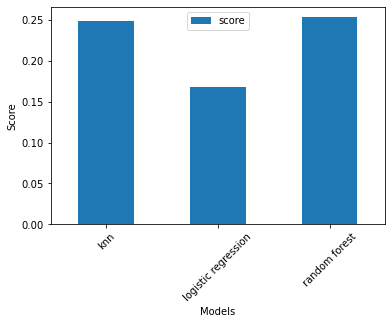 score
Score
0.25
0.20
0.15
0.10
0.05
0.00
knn
logistic regression
random forest
Models